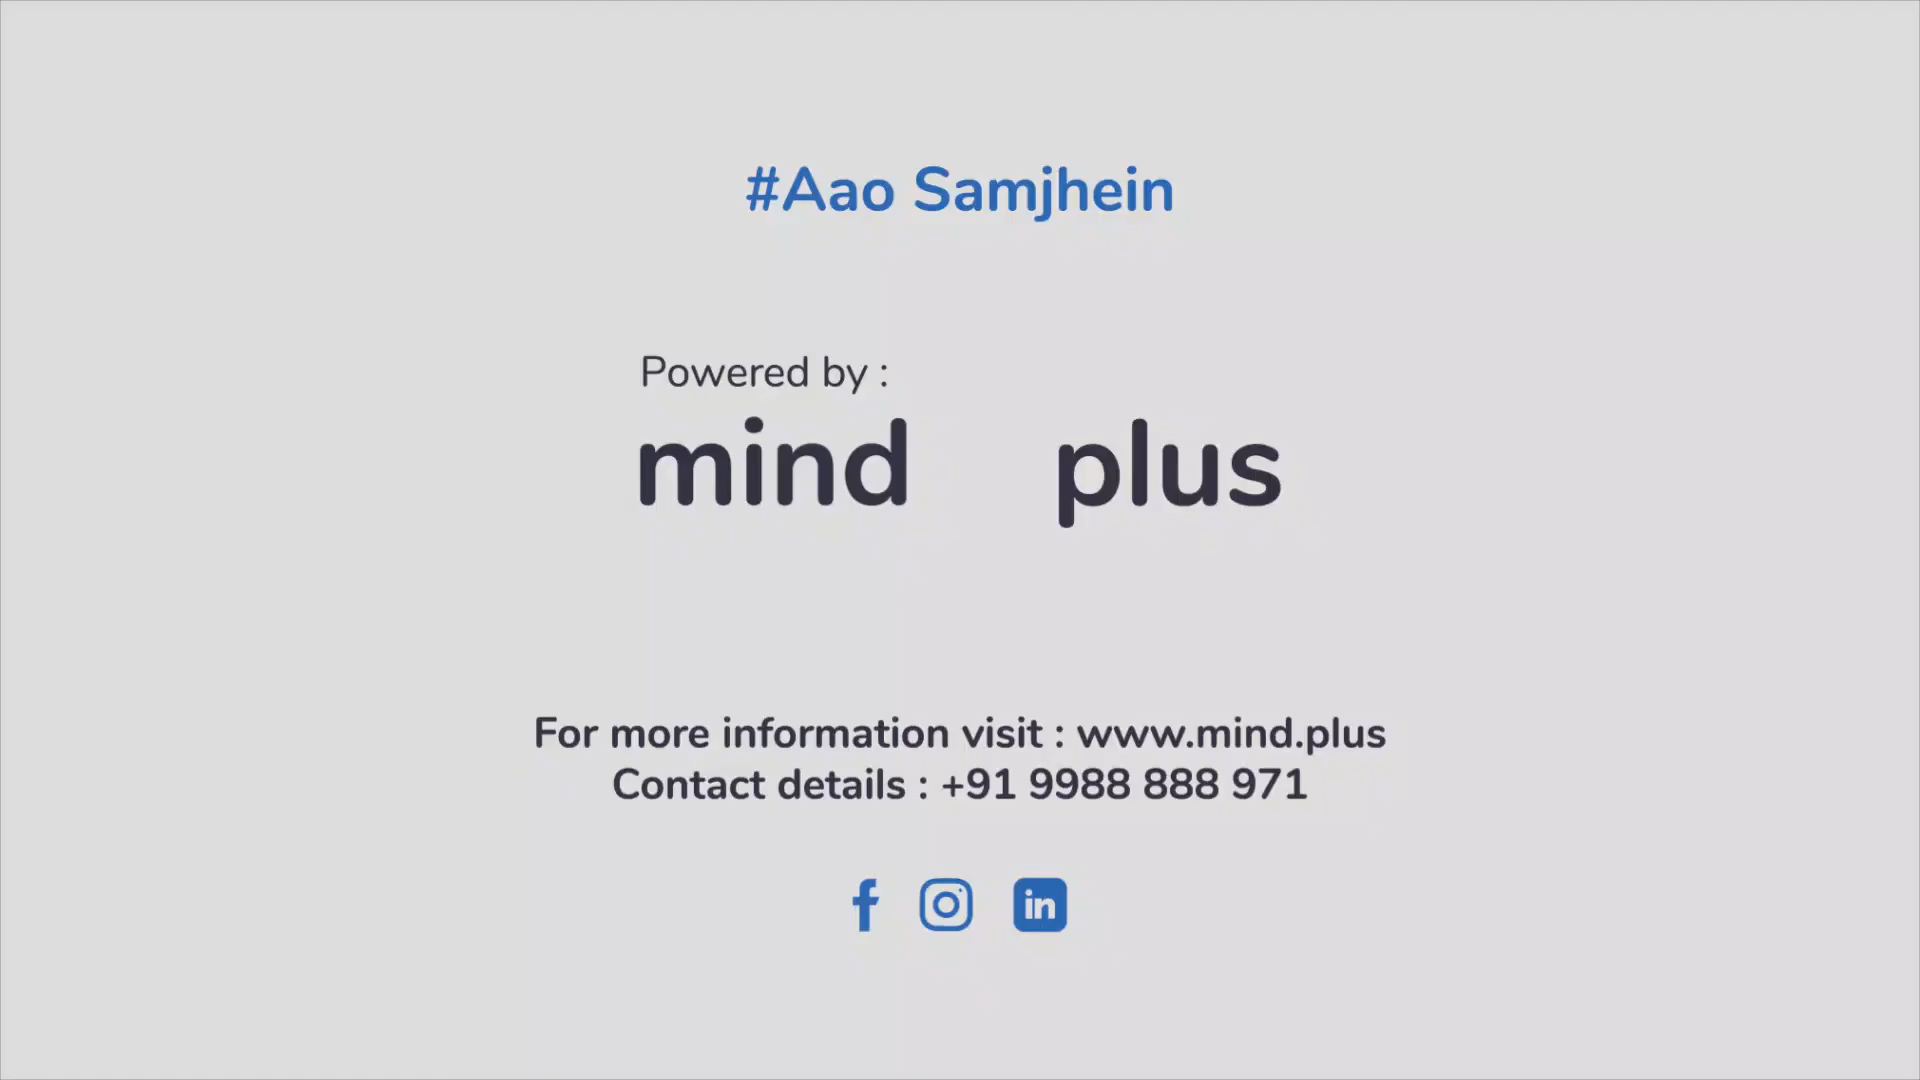 #Aao Samjhein
Powered by :
mind plus
For more information visit : www.mind.plus
Contact details : +91 9988 888 971